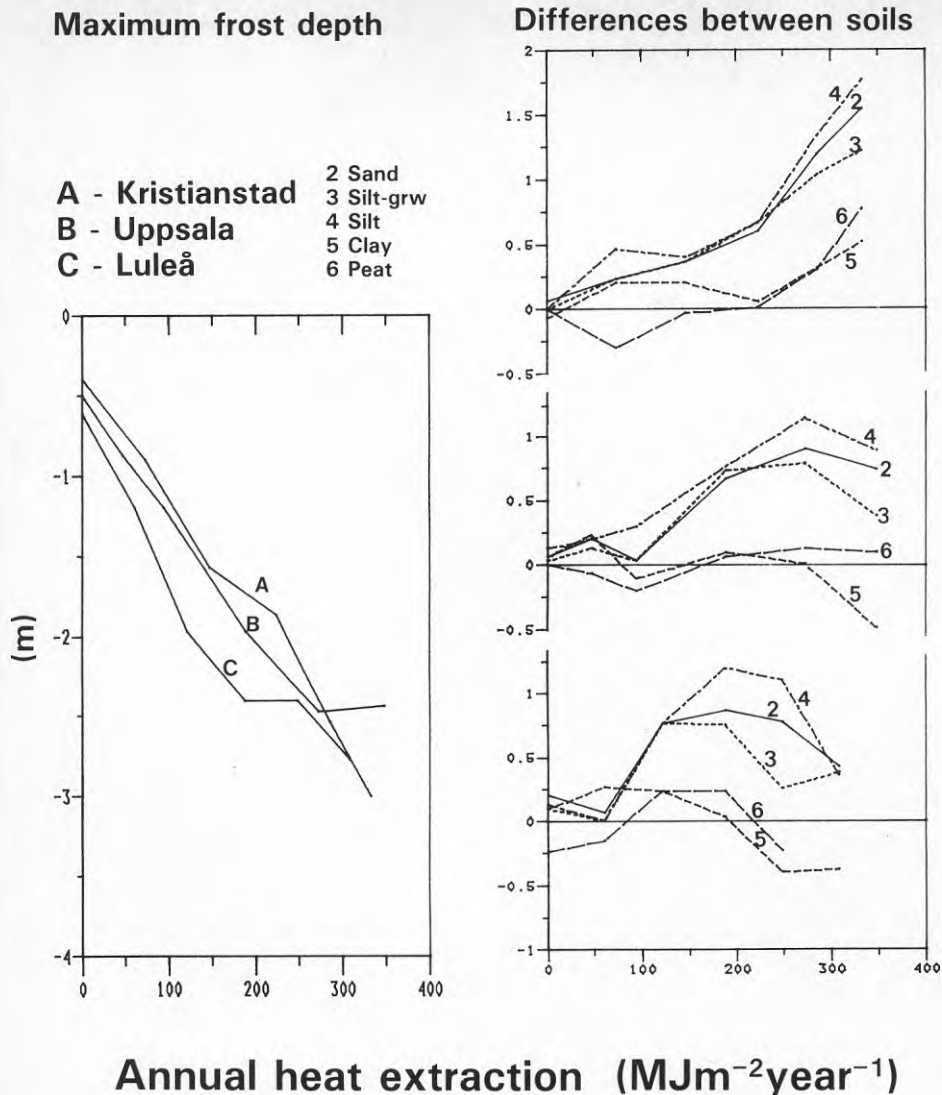 Maximum frost depth
Differences between soils
A - Kristianstad
B - Uppsala
C - Luleå
2 Sand
3 Silt-grw
4 Silt
5 Clay
6 Peat
0
-1
-2
-3
-4
(m)
0 100 200 300 400
A
B
C
2
1.5
1
0.5
0
-0.5
4
2
3
6
5
1
0.5
0
-0.5
4
2
3
6
5
1
0.5
0
-0.5
-1
4
2
3
6
5
0 100 200 300 400
Annual heat extraction (MJm⁻²year⁻¹)